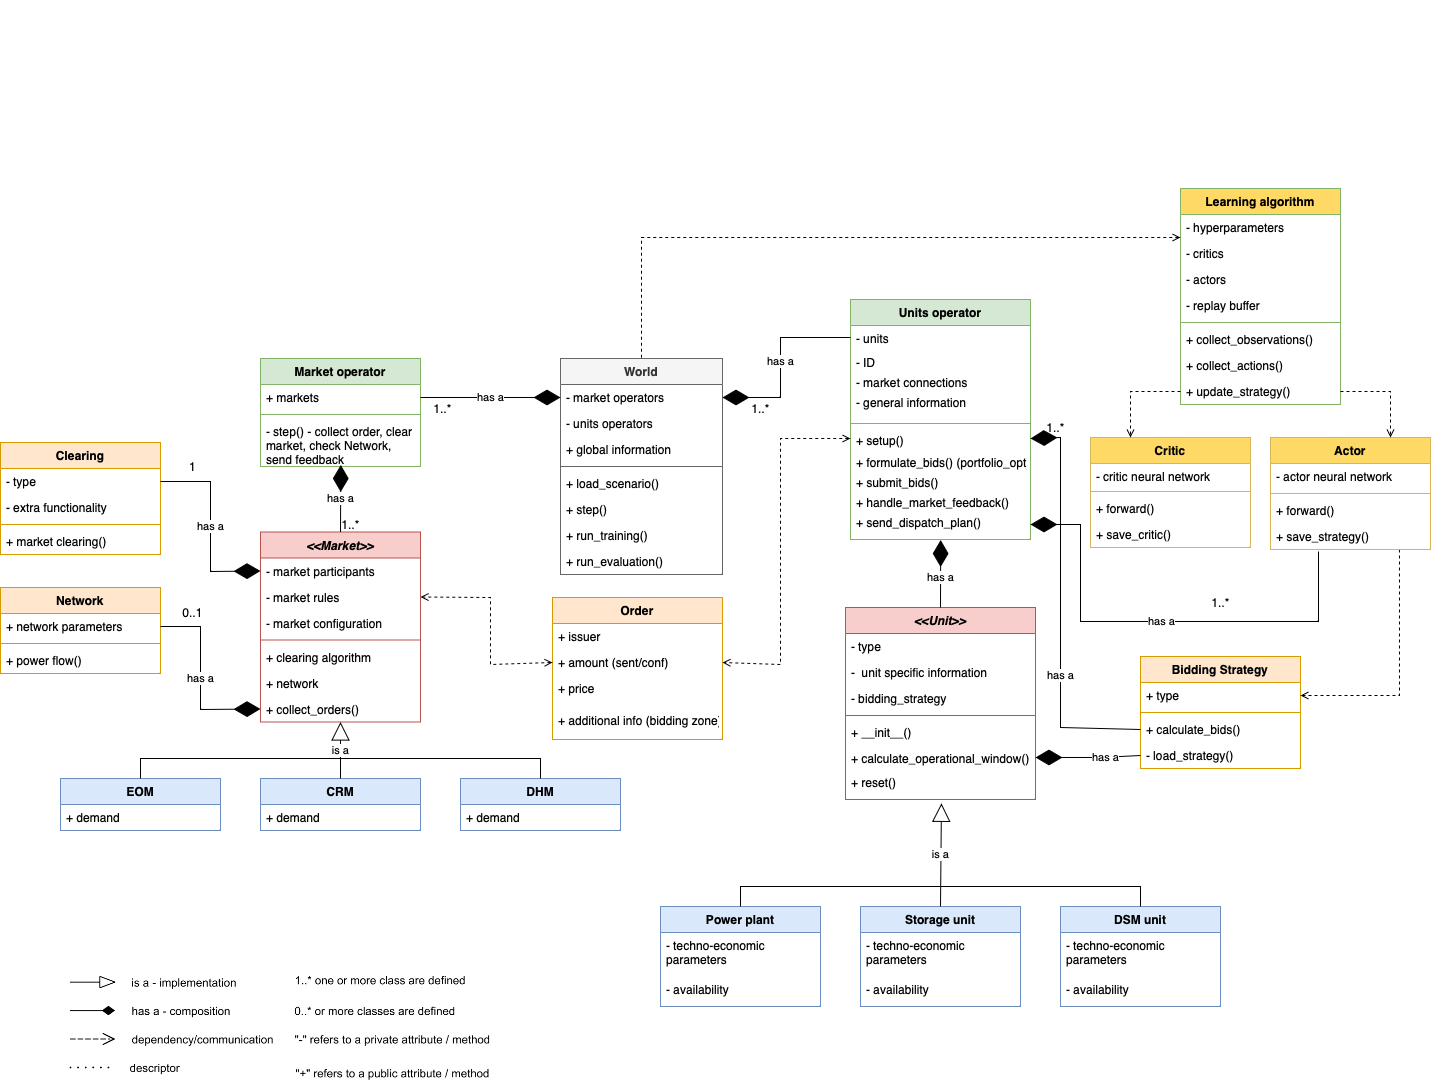 Learning algorithm
- hyperparameters
- critics
- actors
- replay buffer
+ collect_observations()
+ collect_actions()
+ update_strategy()
Units operator
- units
- ID
- market connections
- general information
+ setup()
+ formulate_bids() (portfolio_opt
+ submit_bids()
+ handle_market_feedback()
+ send_dispatch_plan()
has a
1..*
World
- market operators
- units operators
+ global information
+ load_scenario()
+ step()
+ run_training()
+ run_evaluation()
has a
1..*
Market operator
+ markets
- step() - collect order, clear
market, check Network,
send feedback
has a
1..*
Clearing
- type
- extra functionality
+ market clearing()
1
has a
Network
+ network parameters
+ power flow()
0..1
has a
<<Market>>
- market participants
- market rules
- market configuration
+ clearing algorithm
+ network
+ collect_orders()
is a
EOM
+ demand
CRM
+ demand
DHM
+ demand
Order
+ issuer
+ amount (sent/conf)
+ price
+ additional info (bidding zone)
1..*
Critic
- critic neural network
+ forward()
+ save_critic()
Actor
- actor neural network
+ forward()
+ save_strategy()
1..*
has a
has a
<<Unit>>
- type
- unit specific information
- bidding_strategy
+ __init__()
+ calculate_operational_window()
+ reset()
has a
has a
Bidding Strategy
+ type
+ calculate_bids()
- load_strategy()
is a
Power plant
- techno-economic
parameters
- availability
Storage unit
- techno-economic
parameters
- availability
DSM unit
- techno-economic
parameters
- availability
is a - implementation
1..* one or more class are defined
has a - composition
0..* or more classes are defined
dependency/communication
"-" refers to a private attribute / method
descriptor
"+" refers to a public attribute / method